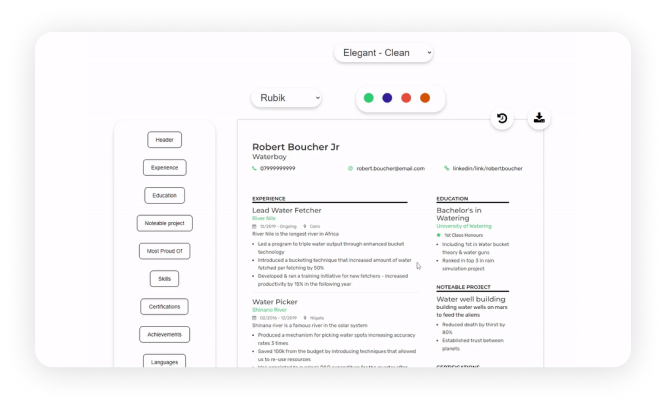 Elegant - Clean
Rubik
Header
Experience
Education
Noteable project
Most Proud Of
Skills
Certifications
Achievements
Languages
Robert Boucher Jr
Waterboy
07999999999
robert.boucher@email.com
linkedin/link/robertboucher
EXPERIENCE
Lead Water Fetcher
River Nile
12/2019 - Ongoing
Cairo
River Nile is the longest river in Africa
Led a program to triple water output through enhanced bucket
technology
Introduced a bucketing technique that increased amount of water
fetched per fetching by 50%
Develop & ran a training initiative for new fetchers - increased
productivity by 15% in the following year
Water Picker
Shinano River
02/2016 - 12/2019
Niigata
Shinana river is a famous river in the solar system
Produced a mechanism for picking water spots increasing accuracy
rates 3 times
Saved 100k from the budget by introducing techniques that allowed
us to re-use resources
EDUCATION
Bachelor's in
Watering
University of Watering
1st Class Honours
Including 1st in Water bucket
theory & water guns
Ranked in top 3 in rain
simulation project
NOTEABLE PROJECT
Water well building
building water wells on mars
to feed the aliens
Reduced death by thirst by
80%
Established trust between
planets
CERTIFICATIONS